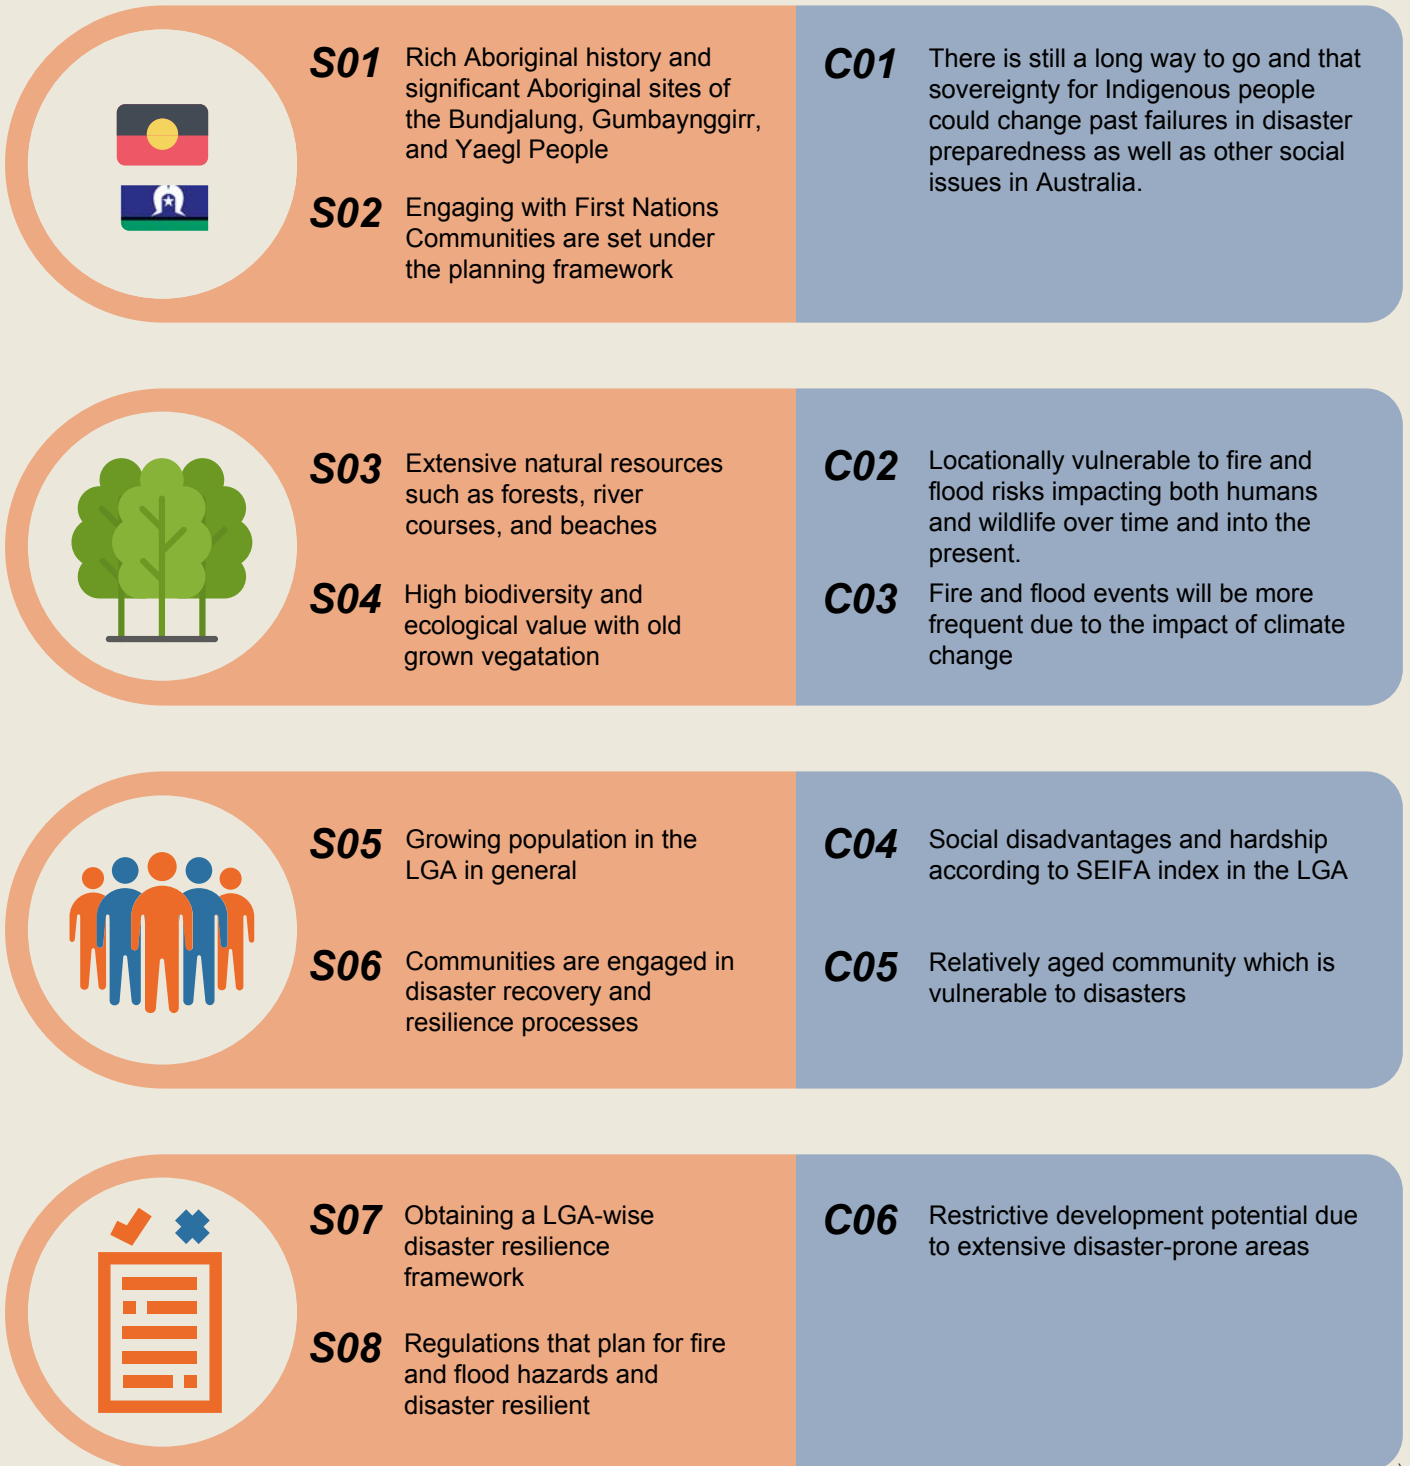 S01 Rich Aboriginal history and
significant Aboriginal sites of
the Bundjalung, Gumbaynggirr,
and Yaegl People
S02 Engaging with First Nations
Communities are set under
the planning framework
C01 There is still a long way to go and that
sovereignty for Indigenous people
could change past failures in disaster
preparedness as well as other social
issues in Australia.
S03 Extensive natural resources
such as forests, river
courses, and beaches
S04 High biodiversity and
ecological value with old
grown vegatation
C02 Locationally vulnerable to fire and
flood risks impacting both humans
and wildlife over time and into the
present.
C03 Fire and flood events will be more
frequent due to the impact of climate
change
S05 Growing population in the
LGA in general
S06 Communities are engaged in
disaster recovery and
resilience processes
C04 Social disadvantages and hardship
according to SEIFA index in the LGA
C05 Relatively aged community which is
vulnerable to disasters
S07 Obtaining a LGA-wise
disaster resilience
framework
S08 Regulations that plan for fire
and flood hazards and
disaster resilient
C06 Restrictive development potential due
to extensive disaster-prone areas